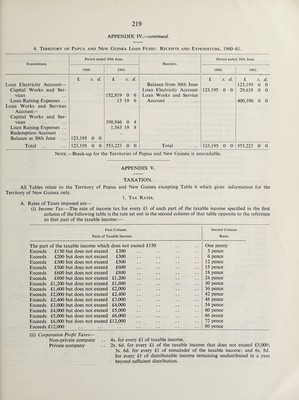 219
APPENDIX IV.—continued.
4. TERRITORY OF PAPUA AND NEW GUINEA LOAN FUND: RECEIPTS AND EXPENDITURE, 1960-61.
Expenditure. Period ended 30th June. Receipts. Period ended 30th June.
1960. 1961. 1960. 1961.
£ s. d. £ s. d. £ s. d. £ s. d.
Loan Electricity Account— Balance from 30th June 123,195 0 0
Capital Works and Services 152,819 0 6 Loan Electricity Account 123,195 0 0 29,635 0 0
Loan Raising Expenses .. 13 19 6 Loan Works and Services Account 400,390 0 0
Loan Works and Services Account—
Capital Works and Services 398,846 0 4
Loan Raising Expenses .. 1,543 19 8
Redemption Account
Balance at 30th June .. 123,195 0 0
Total .. 123,195 0 0 553,223 0 0 Total .. 123,195 0 0 553,223 0 0
NOTE.—Break-up for the Territories of Papua and New Guinea is unavailable.
APPENDIX V.
TAXATION.
All Tables relate to the Territory of Papua and New Guinea excepting Table 6 which gives information for the
Territory of New Guinea only.
1. TAX RATES.
A. Rates of Taxes imposed are—
(i) Income Tax.—The rate of income tax for every £1 of each part of the taxable income specified in the first
column of the following table is the rate set out in the second column of that table opposite to the reference
to that part of the taxable income:—
First Column. Second Column.
Parts of Taxable Income. Rates.
The part of the taxable income which does not exceed £150 One penny
Exceeds £150 but does not exceed £200 3 pence
Exceeds £200 but does not exceed £300 6 pence
Exceeds £300 but does not exceed £500 12 pence
Exceeds £500 but does not exceed £600 15 pence
Exceeds £600 but does not exceed £800 18 pence
Exceeds £800 but does not exceed £1,200 24 pence
Exceeds £1,200 but does not exceed £1,600 30 pence
Exceeds £1,600 but does not exceed £2,000 36 pence
Exceeds £2,000 but does not exceed £2,400 42 pence
Exceeds £2,400 but does not exceed £3,000 48 pence
Exceeds £3,000 but does not exceed £4,000 54 pence
Exceeds £4,000 but does not exceed £5,000 60 pence
Exceeds £5,000 but does not exceed £6,000 66 pence
Exceeds £6,000 but does not exceed £12,000 72 pence
Exceeds £12,000 80 pence
(ii) Corporation Profit Taxes—
Non-private company .. 4s. for every £1 of taxable income.
Private company .. 2s. 6d. for every £1 of the taxable income that does not exceed £5,000;
3s. 6d. for every £1 of remainder of the taxable income; and 6s. 8d.
for every £1 of distributable income remaining undistributed in a year
beyond sufficient distribution.